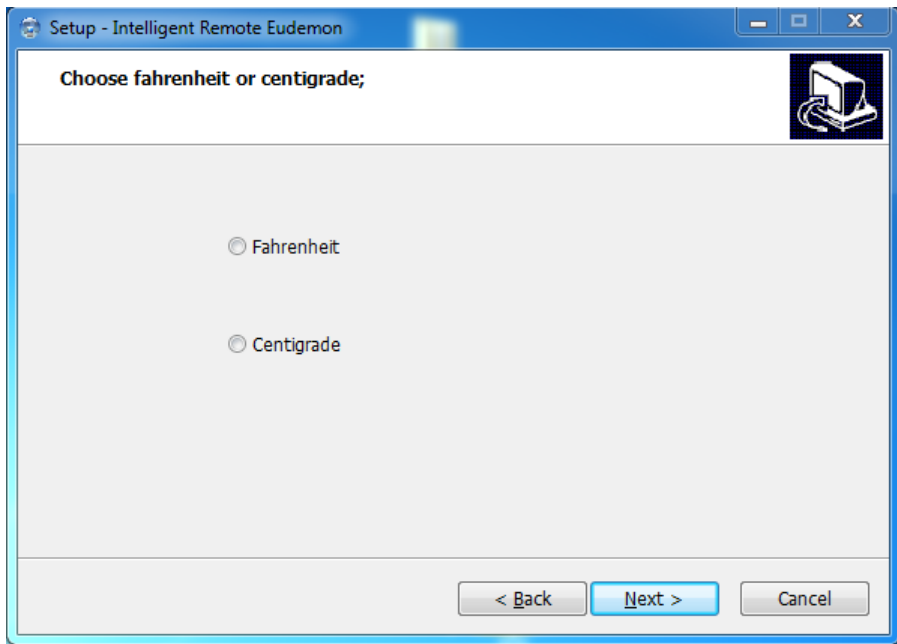 Setup - Intelligent Remote Eudemon
Choose fahrenheit or centigrade;
Fahrenheit
Centigrade
< Back
Next >
Cancel